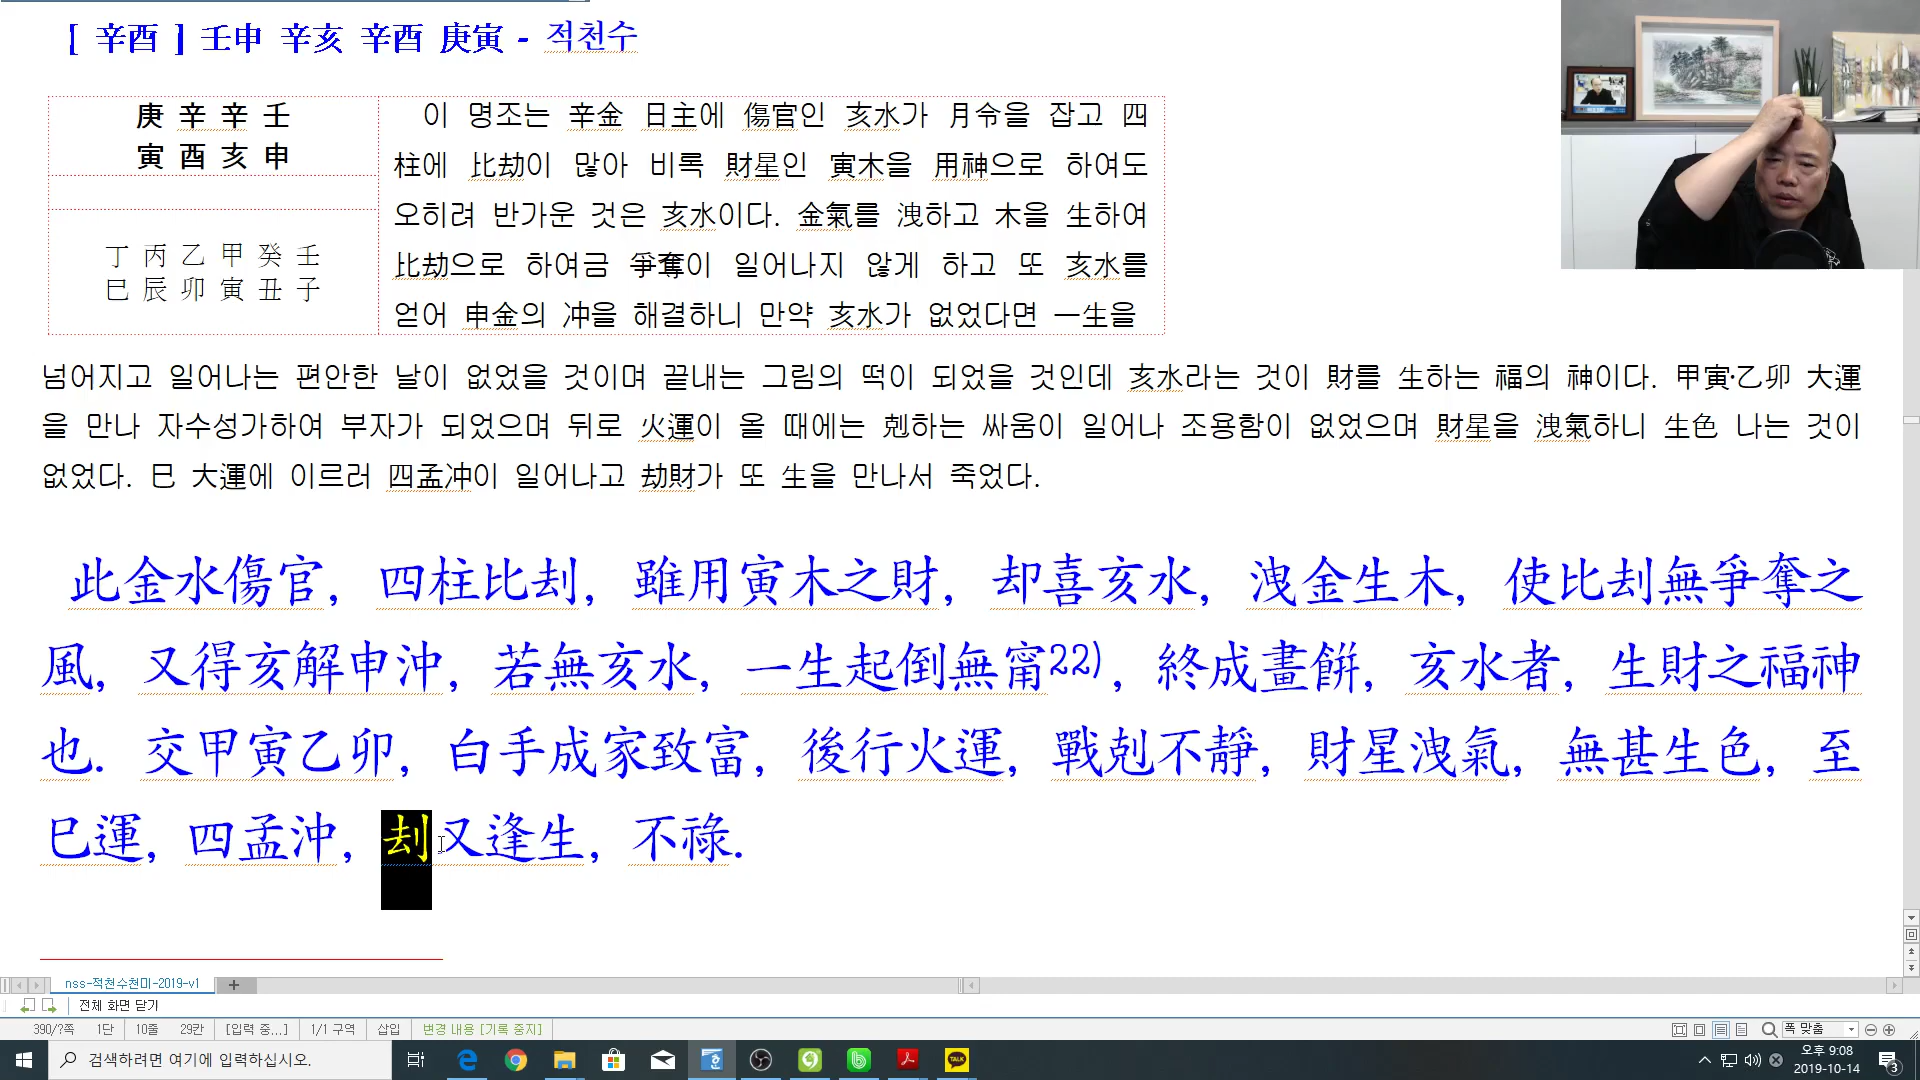 [ 辛酉 ] 壬申 辛亥 辛酉 庚寅 - 적천수
庚 辛 辛 壬
寅 酉 亥 申
丁 丙 乙 甲 癸 壬
巳 辰 卯 寅 丑 子
이 명조는 辛金 日主에 傷官인 亥水가 月令을 잡고 四
柱에 比劫이 많아 비록 財星인 寅木을 用神으로 하여도
오히려 반가운 것은 亥水이다. 金氣를 洩하고 木을 生하여
比劫으로 하여금 爭奪이 일어나지 않게 하고 또 亥水를
얻어 申金의 冲을 해결하니 만약 亥水가 없었다면 一生을
넘어지고 일어나는 편안한 날이 없었을 것이며 끝내는 그림의 떡이 되었을 것인데 亥水라는 것이 財를 生하는 福의 神이다. 甲寅·乙卯 大運
을 만나 자수성가하여 부자가 되었으며 뒤로 火運이 올 때에는 剋하는 싸움이 일어나 조용함이 없었으며 財星을 洩氣하니 生色 나는 것이
없었다. 巳 大運에 이르러 四孟冲이 일어나고 劫財가 또 生을 만나서 죽었다.
此金水傷官, 四柱比刦, 雖用寅木之財, 却喜亥水, 洩金生木, 使比刦無爭奪之
風, 又得亥解申沖, 若無亥水, 一生起倒無甯22), 終成畫餠, 亥水者, 生財之福神
也. 交甲寅乙卯, 白手成家致富, 後行火運, 戰剋不靜, 財星洩氣, 無甚生色, 至
巳運, 四孟沖, 刦又逢生, 不祿.
nss-적천수천미-2019-v1
전체 화면 닫기
390/?쪽 1단 10줄 29칸 [입력 중...] 1/1 구역 삽입 변경 내용 [기록 중지] 폭 맞춤
검색하려면 여기에 입력하십시오.
TALK
오후 9:08
2019-10-14
3